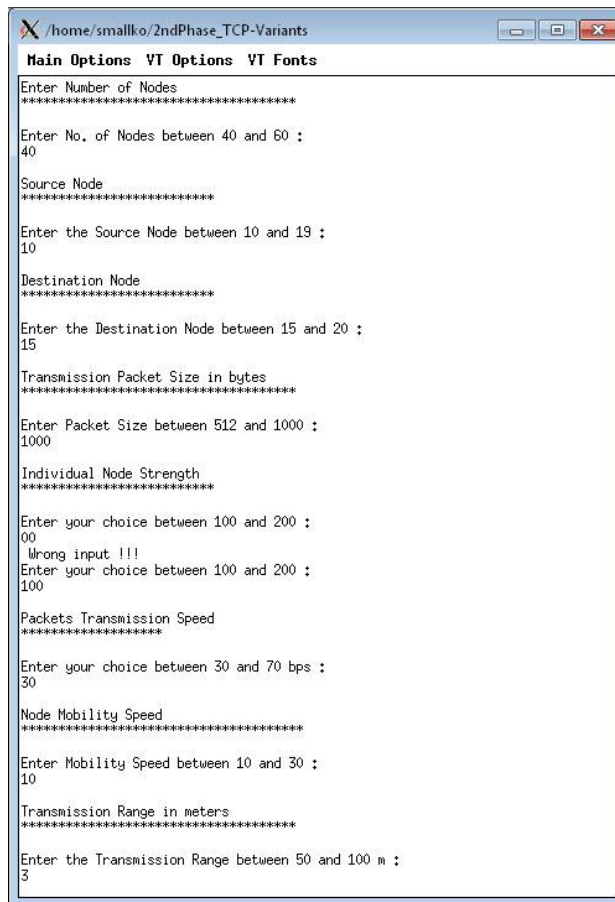 /home/smallko/2ndPhase_TCP-Variants
Main Options VT Options VT Fonts
Enter Number of Nodes
*************************************
Enter No. of Nodes between 40 and 60 :
40
Source Node
**************************
Enter the Source Node between 10 and 19 :
10
Destination Node
**************************
Enter the Destination Node between 15 and 20 :
15
Transmission Packet Size in bytes
*************************************
Enter Packet Size between 512 and 1000 :
1000
Individual Node Strength
**************************
Enter your choice between 100 and 200 :
00
Wrong input !!!
Enter your choice between 100 and 200 :
100
Packets Transmission Speed
*******************
Enter your choice between 30 and 70 bps :
30
Node Mobility Speed
**************************************
Enter Mobility Speed between 10 and 30 :
10
Transmission Range in meters
*************************************
Enter the Transmission Range between 50 and 100 m :
3